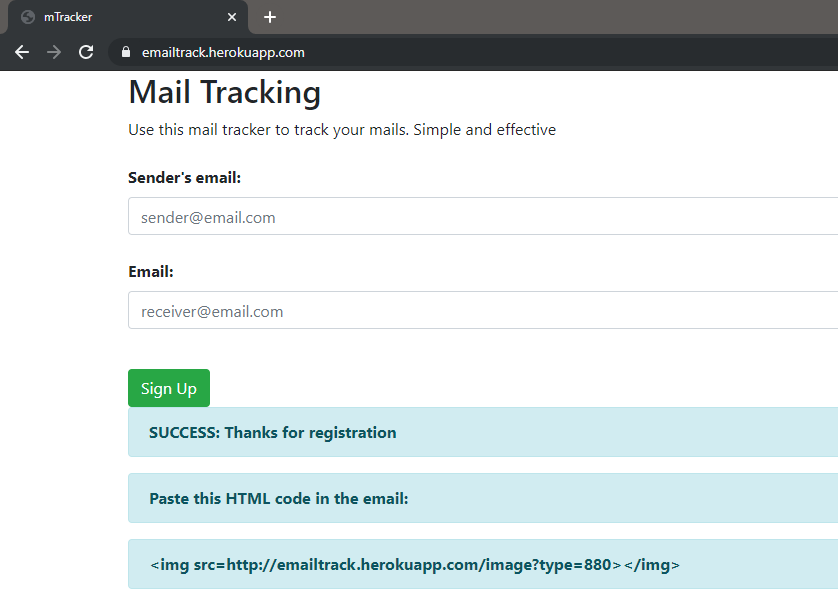 mTracker
emailtrack.herokuapp.com
Mail Tracking
Use this mail tracker to track your mails. Simple and effective
Sender's email:
sender@email.com
Email:
receiver@email.com
Sign Up
SUCCESS: Thanks for registration
Paste this HTML code in the email:
<img src=http://emailtrack.herokuapp.com/image?type=880></img>